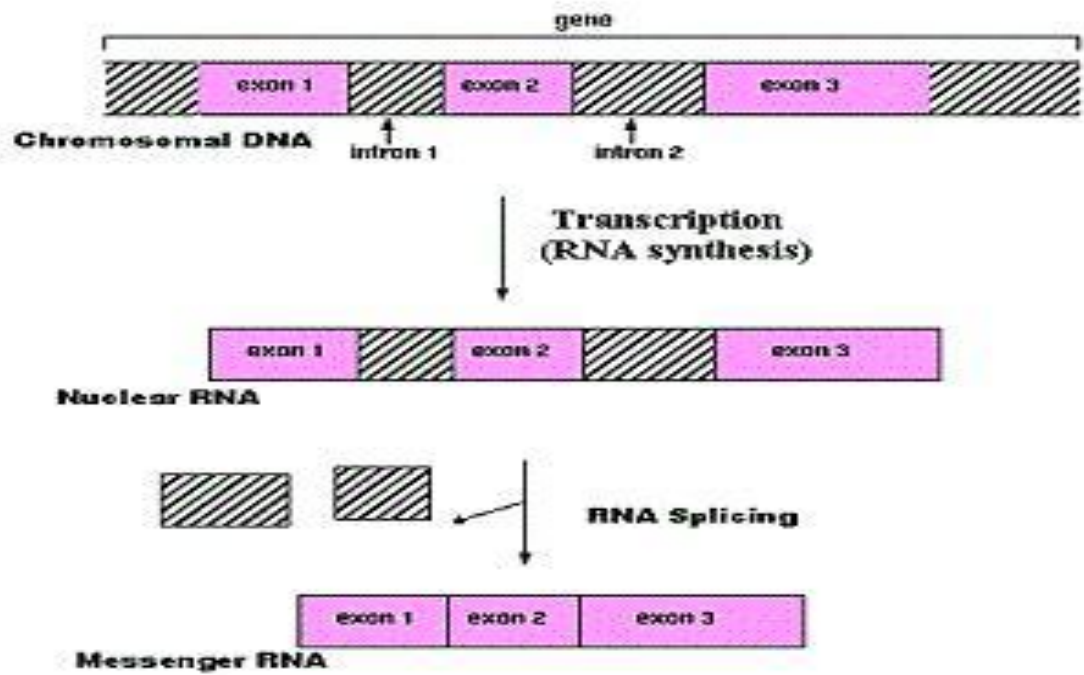 gene
exon 1
exon 2
exon 3
Chromosomal DNA
intron 1
intron 2
Transcription
(RNA synthesis)
exon 1
exon 2
exon 3
Nuclear RNA
RNA Splicing
exon 1
exon 2
exon 3
Messenger RNA